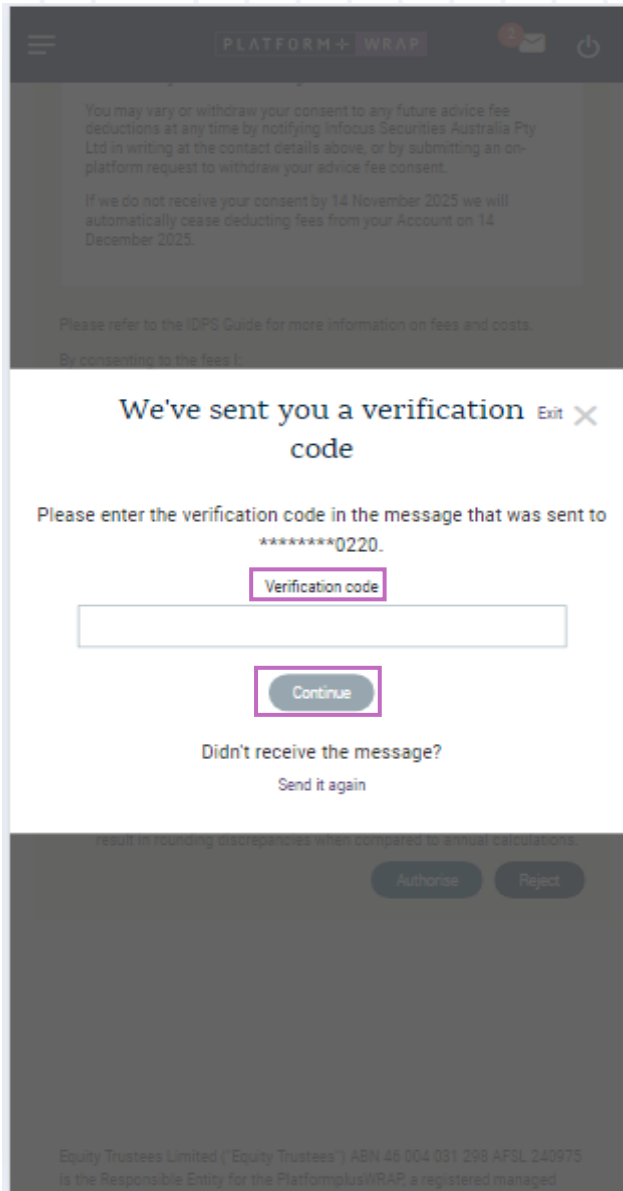 PLATFORM+ WRAP
2
You may vary or withdraw your consent to any future advice fee
deductions at any time by notifying Infocus Securities Australia Pty
Ltd in writing at the contact details above, or by submitting an on-
platform request to withdraw your advice fee consent.
If we do not receive your consent by 14 November 2025 we will
automatically cease deducting fees from your Account on 14
December 2025.
Please refer to the IDPS Guide for more information on fees and costs.
By consenting to the fees I:
We've sent you a verification
code
Exit
Please enter the verification code in the message that was sent to
********0220.
Verification code
Continue
Didn't receive the message?
Send it again
result in rounding discrepancies when compared to annual calculations.
Authorise
Reject
Equity Trustees Limited ("Equity Trustees") ABN 46 004 031 298 AFSL 240975
is the Responsible Entity for the PlatformplusWRAP, a registered managed